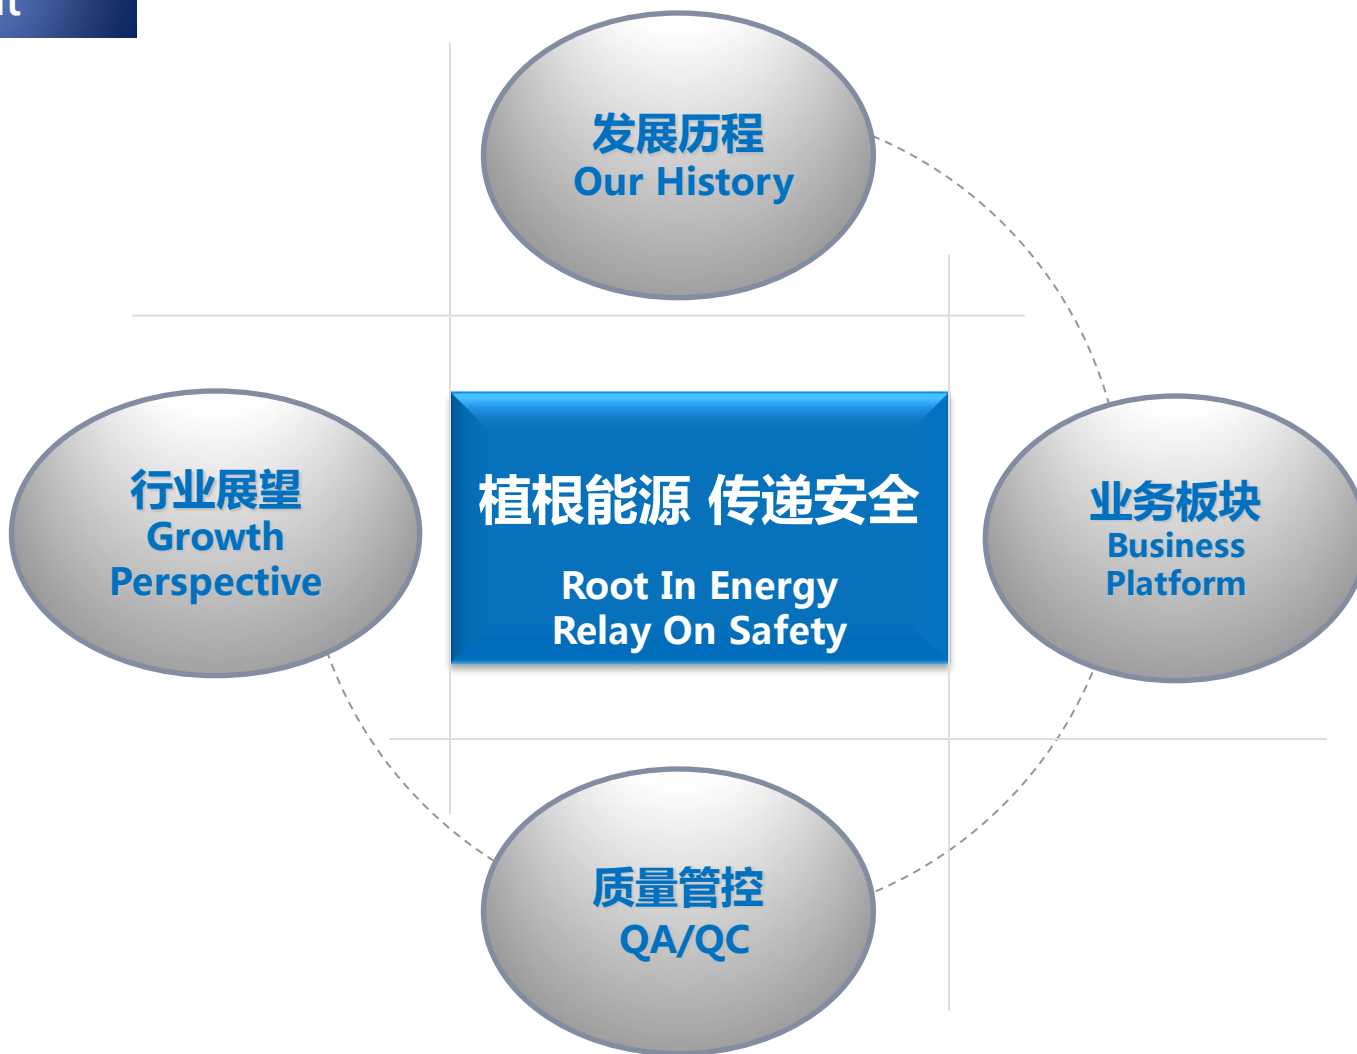 发展历程
Our History
行业展望
Growth
Perspective
植根能源 传递安全
Root In Energy
Relay On Safety
业务板块
Business
Platform
质量管控
QA/QC